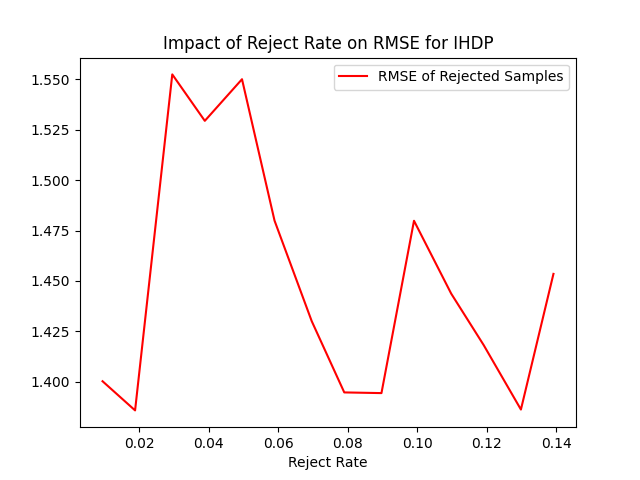 Impact of Reject Rate on RMSE for IHDP
RMSE of Rejected Samples
1.550
1.525
1.500
1.475
1.450
1.425
1.400
0.02 0.04 0.06 0.08 0.10 0.12 0.14
Reject Rate